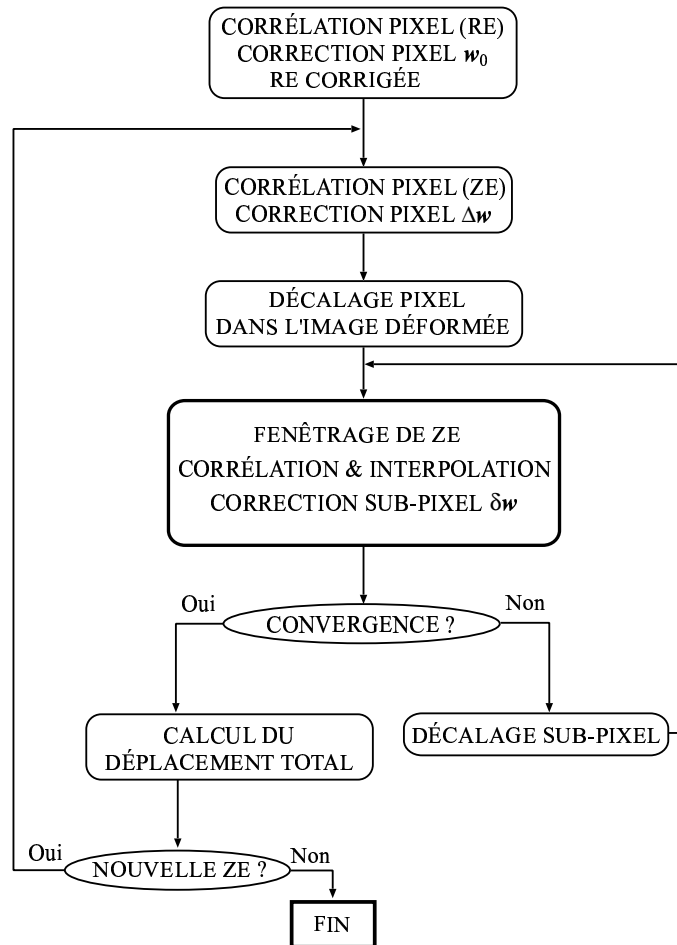 CORRÉLATION PIXEL (RE)
CORRECTION PIXEL w₀
RE CORRIGÉE
CORRÉLATION PIXEL (ZE)
CORRECTION PIXEL Δw
DÉCALAGE PIXEL
DANS L'IMAGE DÉFORMÉE
FENÊTRAGE DE ZE
CORRÉLATION & INTERPOLATION
CORRECTION SUB-PIXEL δw
Oui
Non
CONVERGENCE ?
CALCUL DU
DÉPLACEMENT TOTAL
DÉCALAGE SUB-PIXEL
Oui
Non
NOUVELLE ZE ?
FIN